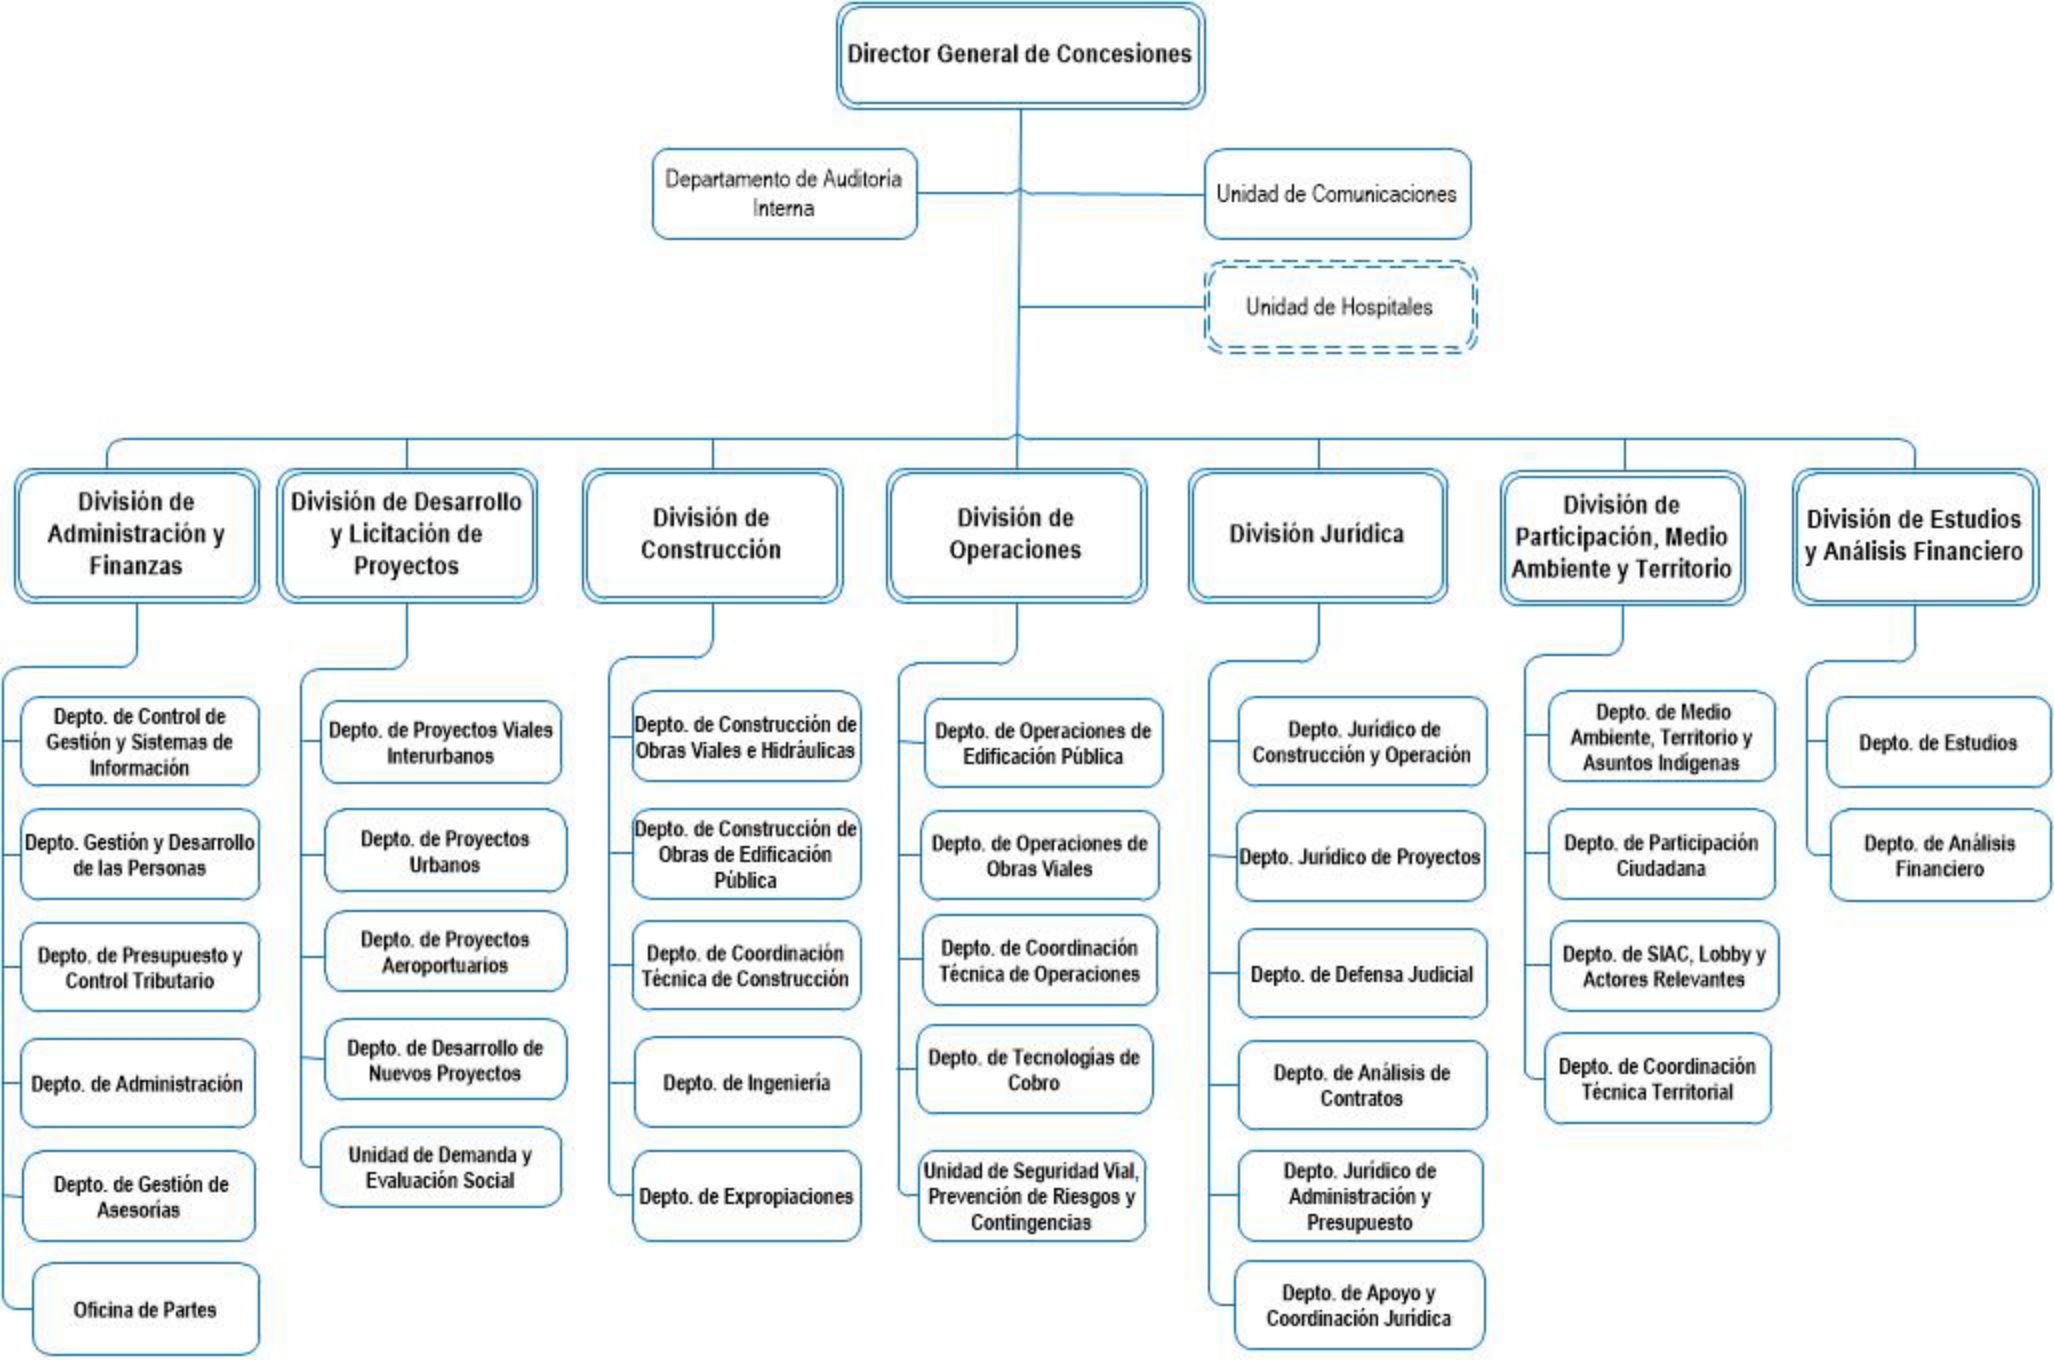 Director General de Concesiones
Departamento de Auditoría
Interna
Unidad de Comunicaciones
Unidad de Hospitales
División de
Administración y
Finanzas
División de Desarrollo
y Licitación de
Proyectos
División de
Construcción
División de
Operaciones
División Jurídica
División de
Participación, Medio
Ambiente y Territorio
División de Estudios
y Análisis Financiero
Depto. de Control de
Gestión y Sistemas de
Información
Depto. Gestión y Desarrollo
de las Personas
Depto. de Presupuesto y
Control Tributario
Depto. de Administración
Depto. de Gestión de
Asesorías
Oficina de Partes
Depto. de Proyectos Viales
Interurbanos
Depto. de Proyectos
Urbanos
Depto. de Proyectos
Aeroportuarios
Depto. de Desarrollo de
Nuevos Proyectos
Unidad de Demanda y
Evaluación Social
Depto. de Construcción de
Obras Viales e Hidráulicas
Depto. de Construcción de
Obras de Edificación
Pública
Depto. de Coordinación
Técnica de Construcción
Depto. de Ingeniería
Depto. de Expropiaciones
Depto. de Operaciones de
Edificación Pública
Depto. de Operaciones de
Obras Viales
Depto. de Coordinación
Técnica de Operaciones
Depto. de Tecnologías de
Cobro
Unidad de Seguridad Vial,
Prevención de Riesgos y
Contingencias
Depto. Jurídico de
Construcción y Operación
Depto. Jurídico de Proyectos
Depto. de Defensa Judicial
Depto. de Análisis de
Contratos
Depto. Jurídico de
Administración y
Presupuesto
Depto. de Apoyo y
Coordinación Jurídica
Depto. de Medio
Ambiente, Territorio y
Asuntos Indígenas
Depto. de Participación
Ciudadana
Depto. de SIAC, Lobby y
Actores Relevantes
Depto. de Coordinación
Técnica Territorial
Depto. de Estudios
Depto. de Análisis
Financiero